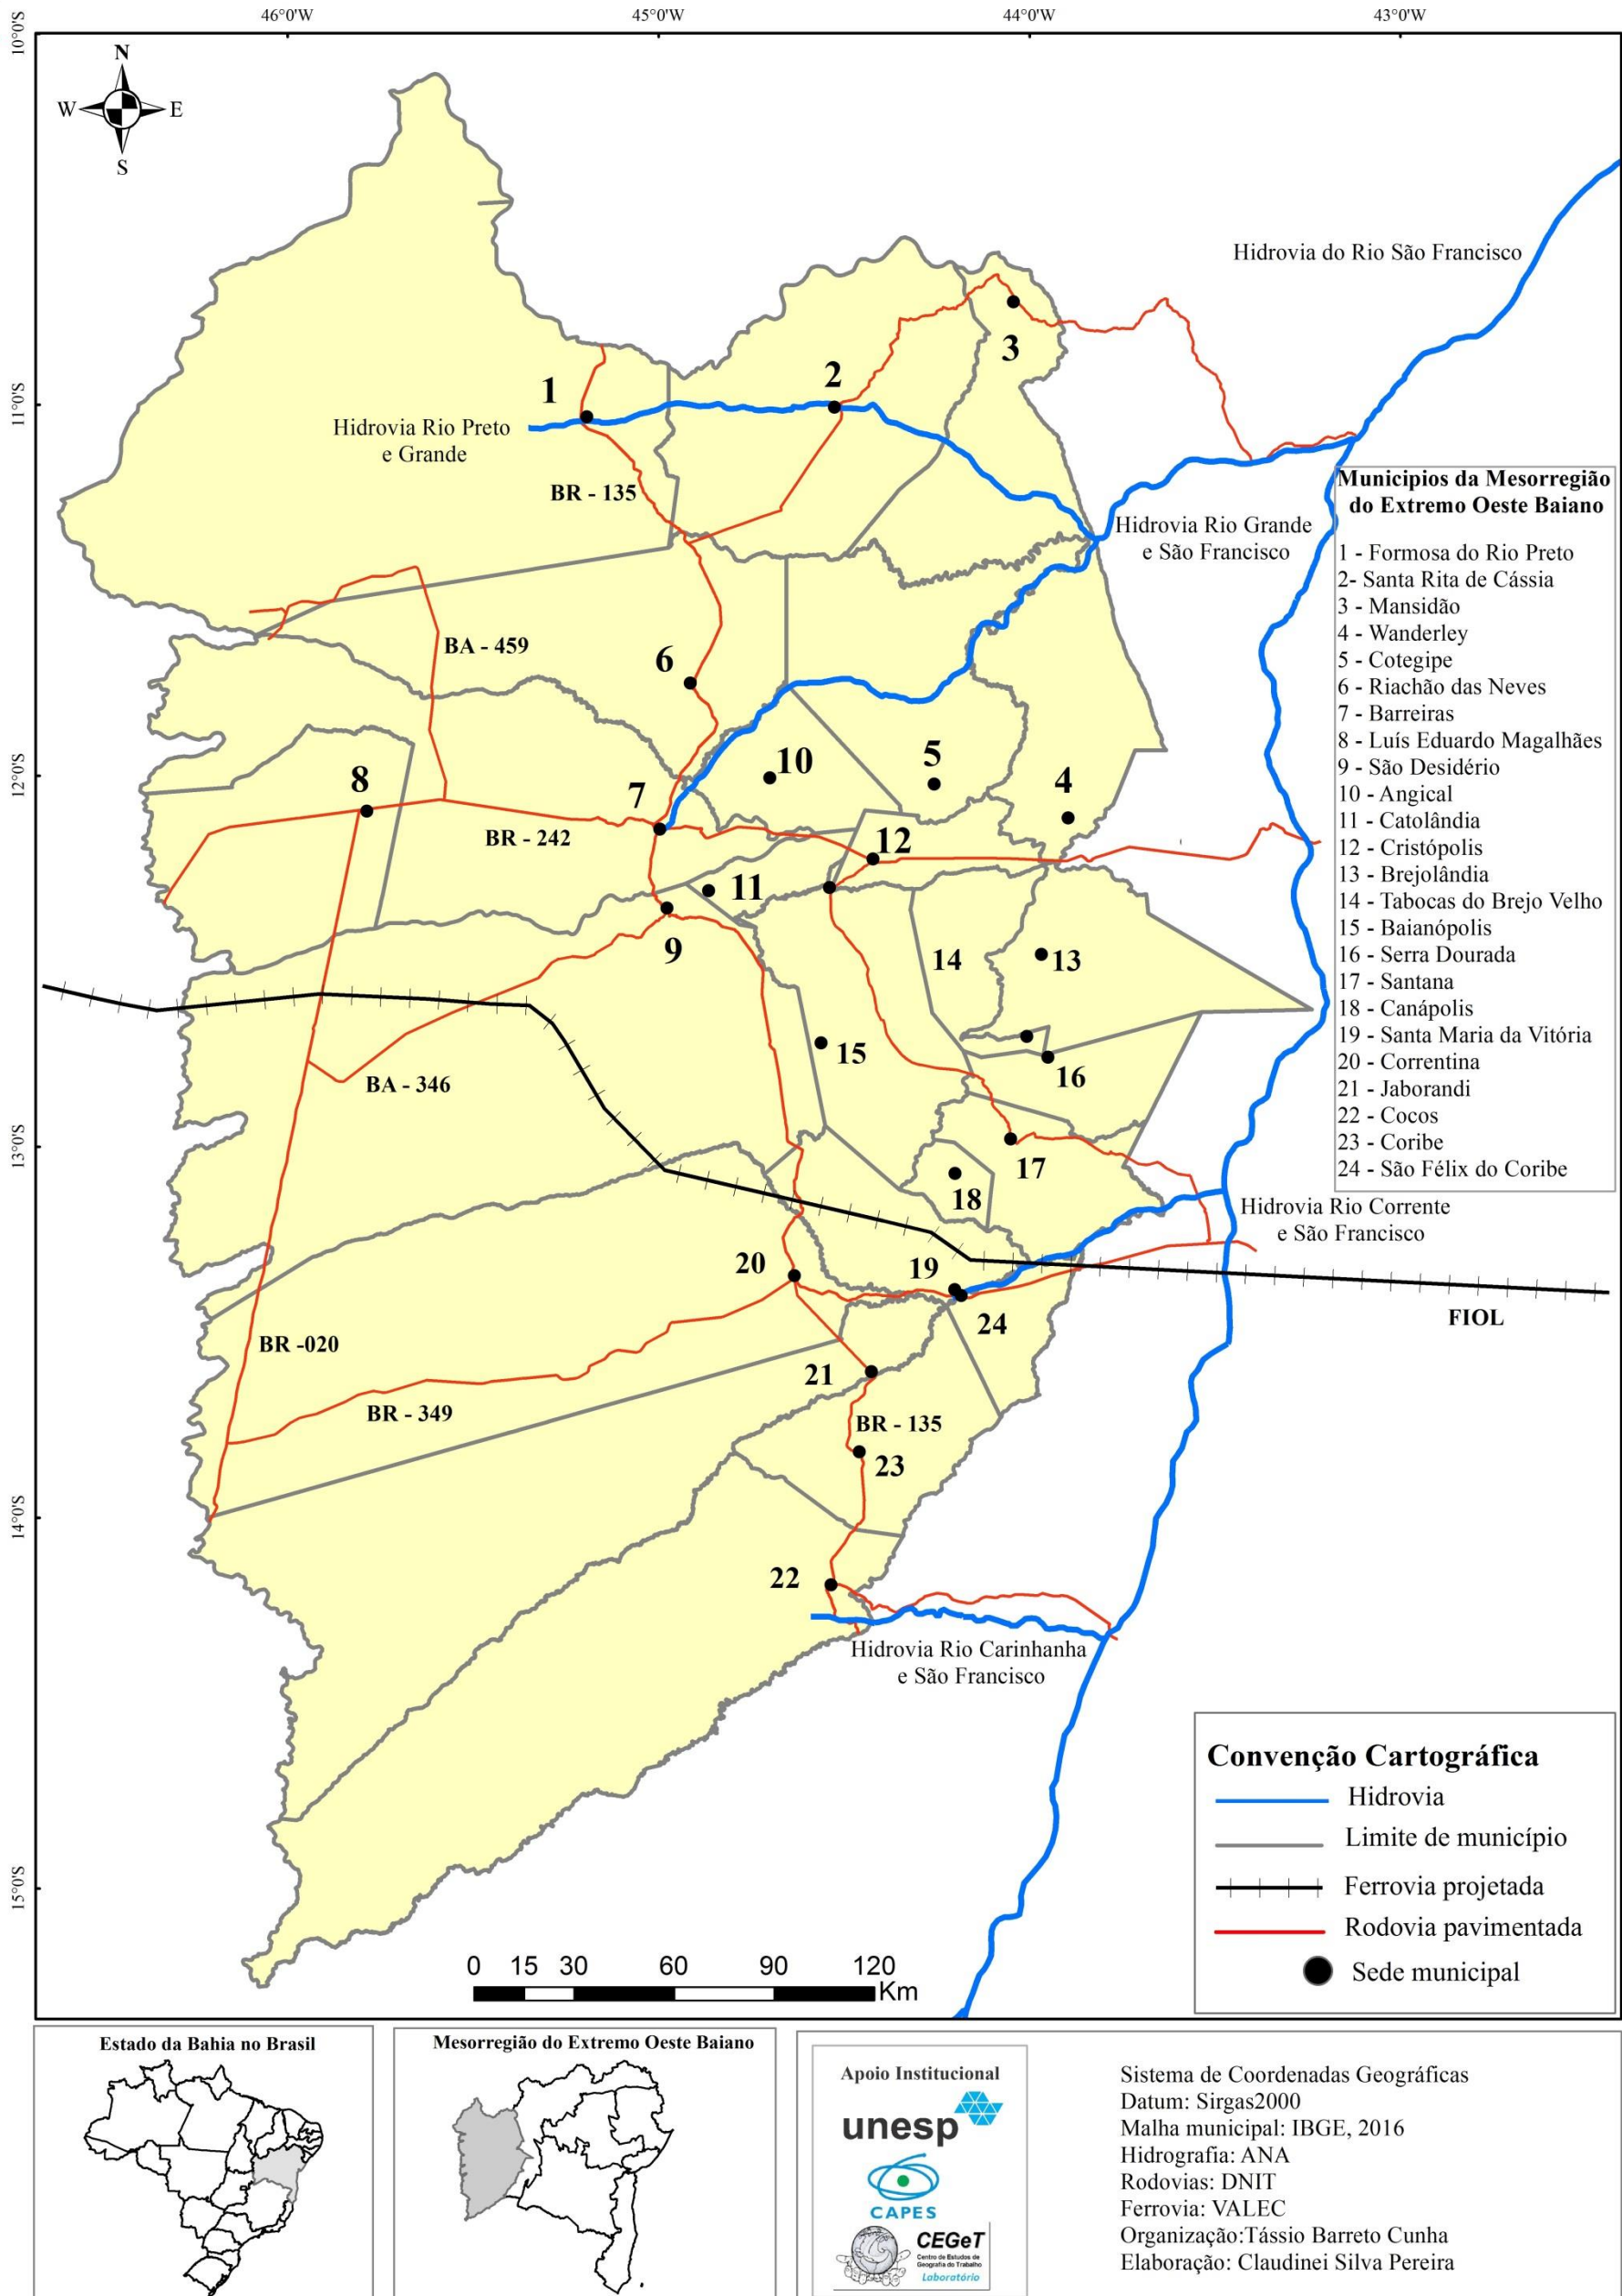 46°0'W
45°0'W
44°0'W
43°0'W
10°0'S
11°0'S
12°0'S
13°0'S
14°0'S
15°0'S
N
W
E
S
Hidrovia do Rio São Francisco
3
2
1
Hidrovia Rio Preto
e Grande
BR - 135
Hidrovia Rio Grande
e São Francisco
BA - 459
6
10
5
4
8
7
BR - 242
12
11
9
14
13
15
16
BA - 346
17
18
Hidrovia Rio Corrente
e São Francisco
20
19
24
FIOL
BR -020
21
BR - 349
BR - 135
23
22
Hidrovia Rio Carinhanha
e São Francisco
Municipios da Mesorregião
do Extremo Oeste Baiano
1 - Formosa do Rio Preto
2- Santa Rita de Cássia
3 - Mansidão
4 - Wanderley
5 - Cotegipe
6 - Riachão das Neves
7 - Barreiras
8 - Luís Eduardo Magalhães
9 - São Desidério
10 - Angical
11 - Catolândia
12 - Cristópolis
13 - Brejolândia
14 - Tabocas do Brejo Velho
15 - Baianópolis
16 - Serra Dourada
17 - Santana
18 - Canápolis
19 - Santa Maria da Vitória
20 - Correntina
21 - Jaborandi
22 - Cocos
23 - Coribe
24 - São Félix do Coribe
Convenção Cartográfica
Hidrovia
Limite de município
Ferrovia projetada
Rodovia pavimentada
Sede municipal
0 15 30 60 90 120
Km
Estado da Bahia no Brasil
Mesorregião do Extremo Oeste Baiano
Apoio Institucional
unesp
CAPES
CEGeT
Centro de Estudos de
Geografia do Trabalho
Laboratório
Sistema de Coordenadas Geográficas
Datum: Sirgas2000
Malha municipal: IBGE, 2016
Hidrografia: ANA
Rodovias: DNIT
Ferrovia: VALEC
Organização:Tássio Barreto Cunha
Elaboração: Claudinei Silva Pereira